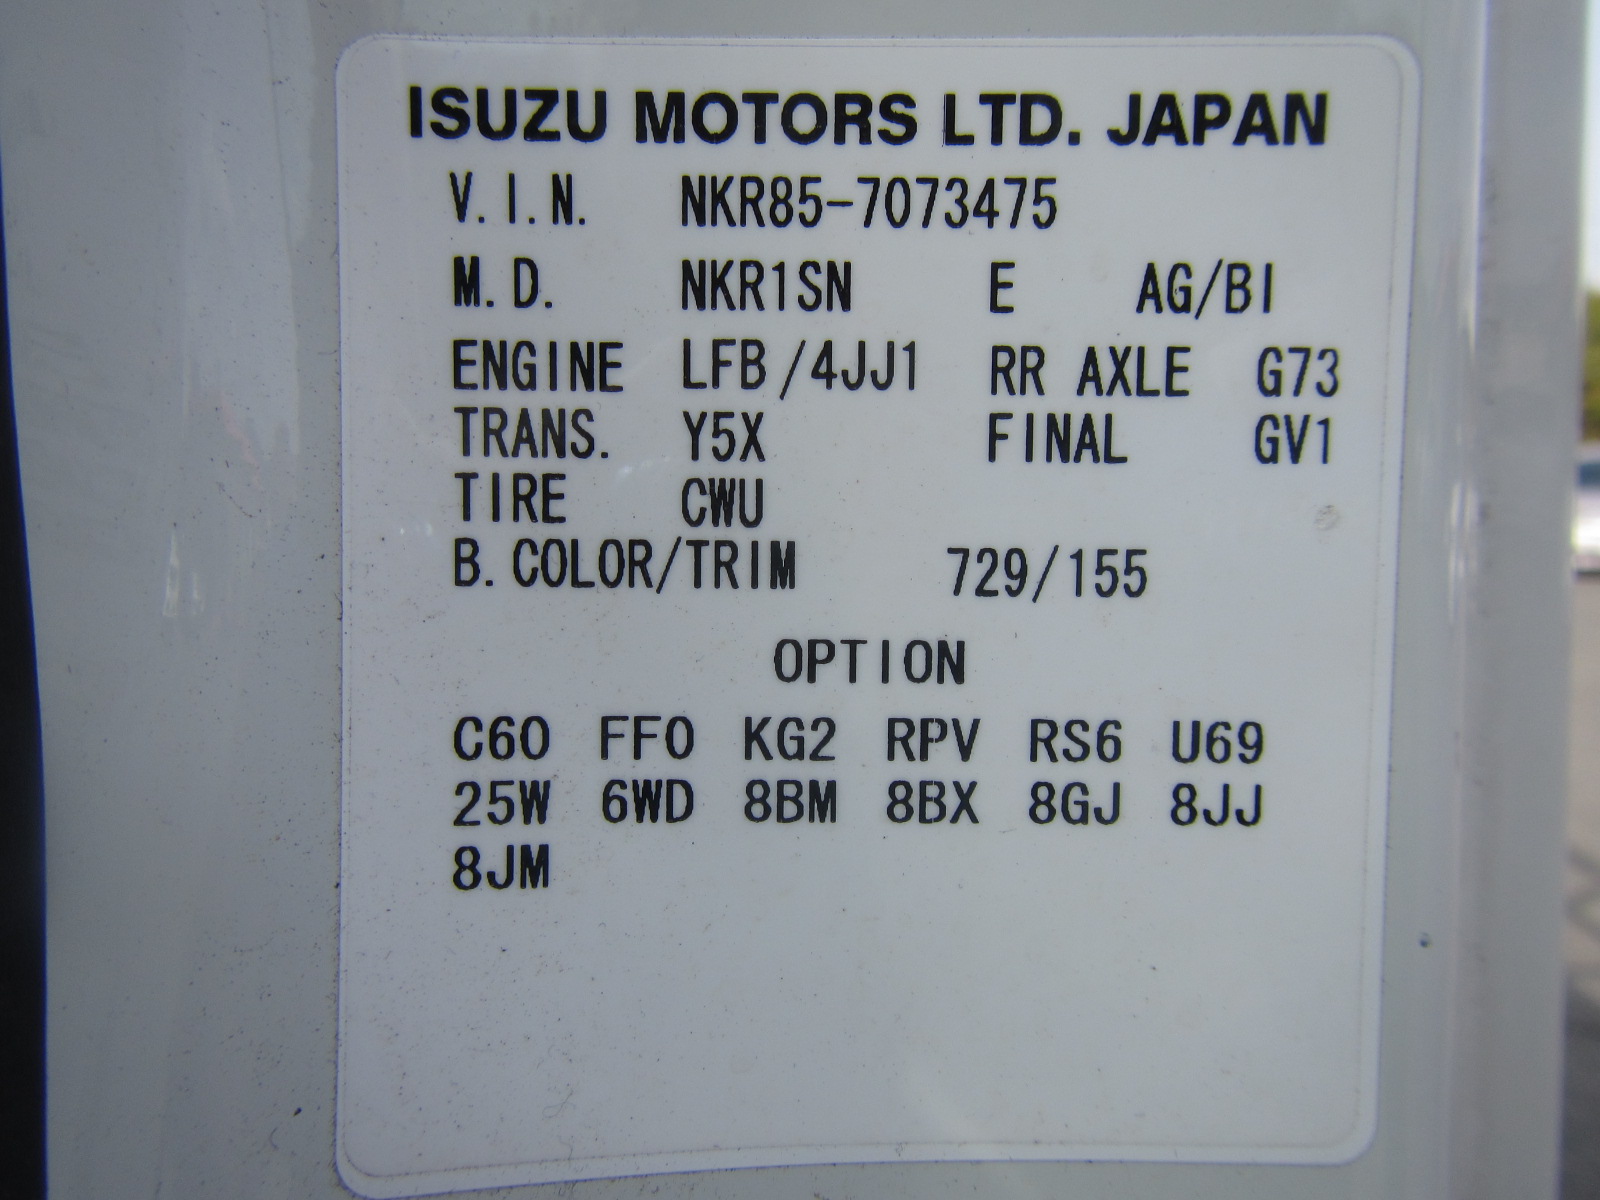 ISUZU MOTORS LTD. JAPAN
V.I.N. NKR85-7073475
M.D. NKR1SN E AG/BI
ENGINE LFB/4JJ1 RR AXLE G73
TRANS. Y5X FINAL GV1
TIRE CWU
B.COLOR/TRIM 729/155
OPTION
C60 FF0 KG2 RPV RS6 U69
25W 6WD 8BM 8BX 8GJ 8JJ
8JM